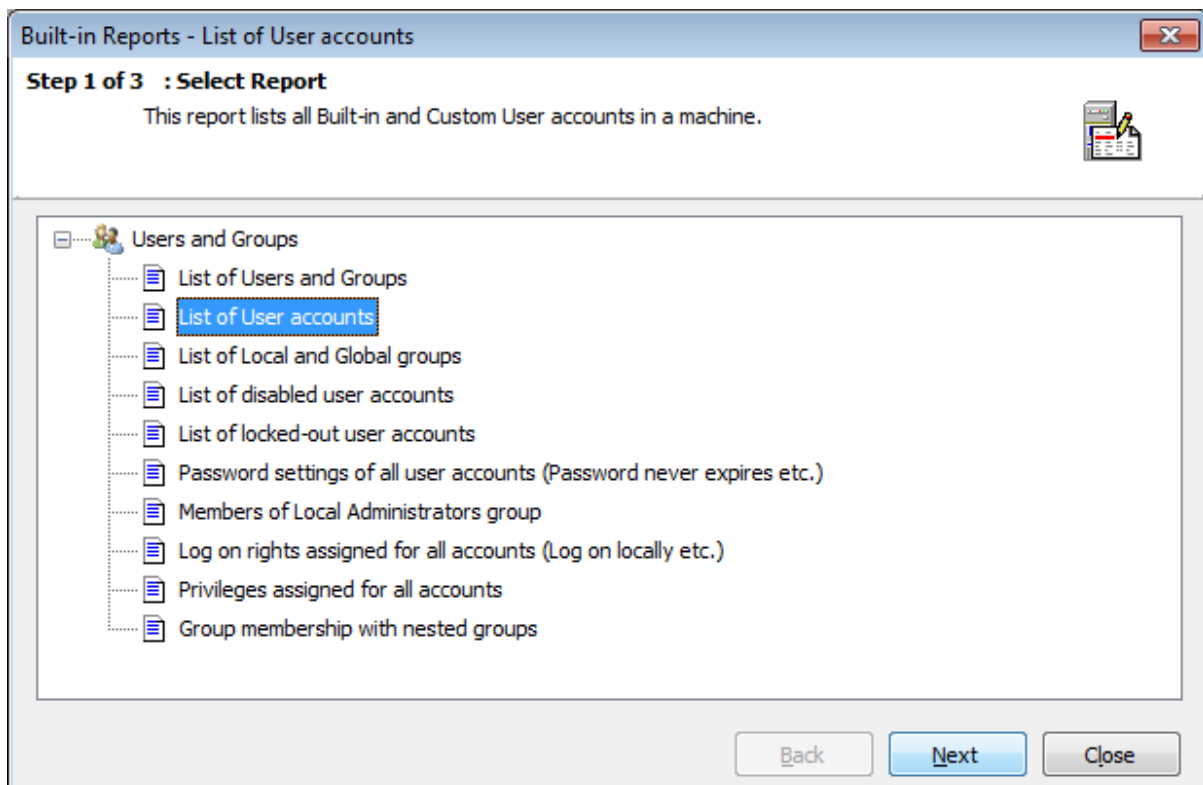 Built-in Reports - List of User accounts
Step 1 of 3 : Select Report
This report lists all Built-in and Custom User accounts in a machine.
Users and Groups
List of Users and Groups
List of User accounts
List of Local and Global groups
List of disabled user accounts
List of locked-out user accounts
Password settings of all user accounts (Password never expires etc.)
Members of Local Administrators group
Log on rights assigned for all accounts (Log on locally etc.)
Privileges assigned for all accounts
Group membership with nested groups
Back Next Close